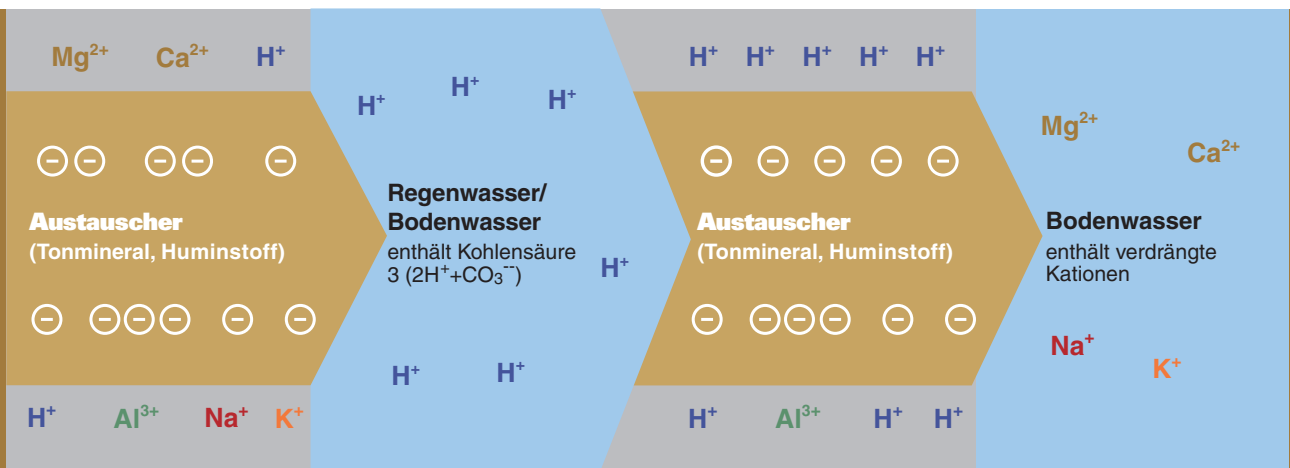 Mg²⁺ Ca²⁺ H⁺
− − − − −
Austauscher
(Tonmineral, Huminstoff)
− − − − − −
H⁺ Al³⁺ Na⁺ K⁺
H⁺ H⁺ H⁺
Regenwasser/
Bodenwasser
enthält Kohlensäure
3 (2H⁺+CO₃⁻⁻)
H⁺
H⁺ H⁺
H⁺ H⁺ H⁺ H⁺ H⁺
− − − − −
Austauscher
(Tonmineral, Huminstoff)
− − − − − −
H⁺ Al³⁺ H⁺ H⁺
Mg²⁺ Ca²⁺
Bodenwasser
enthält verdrängte
Kationen
Na⁺ K⁺